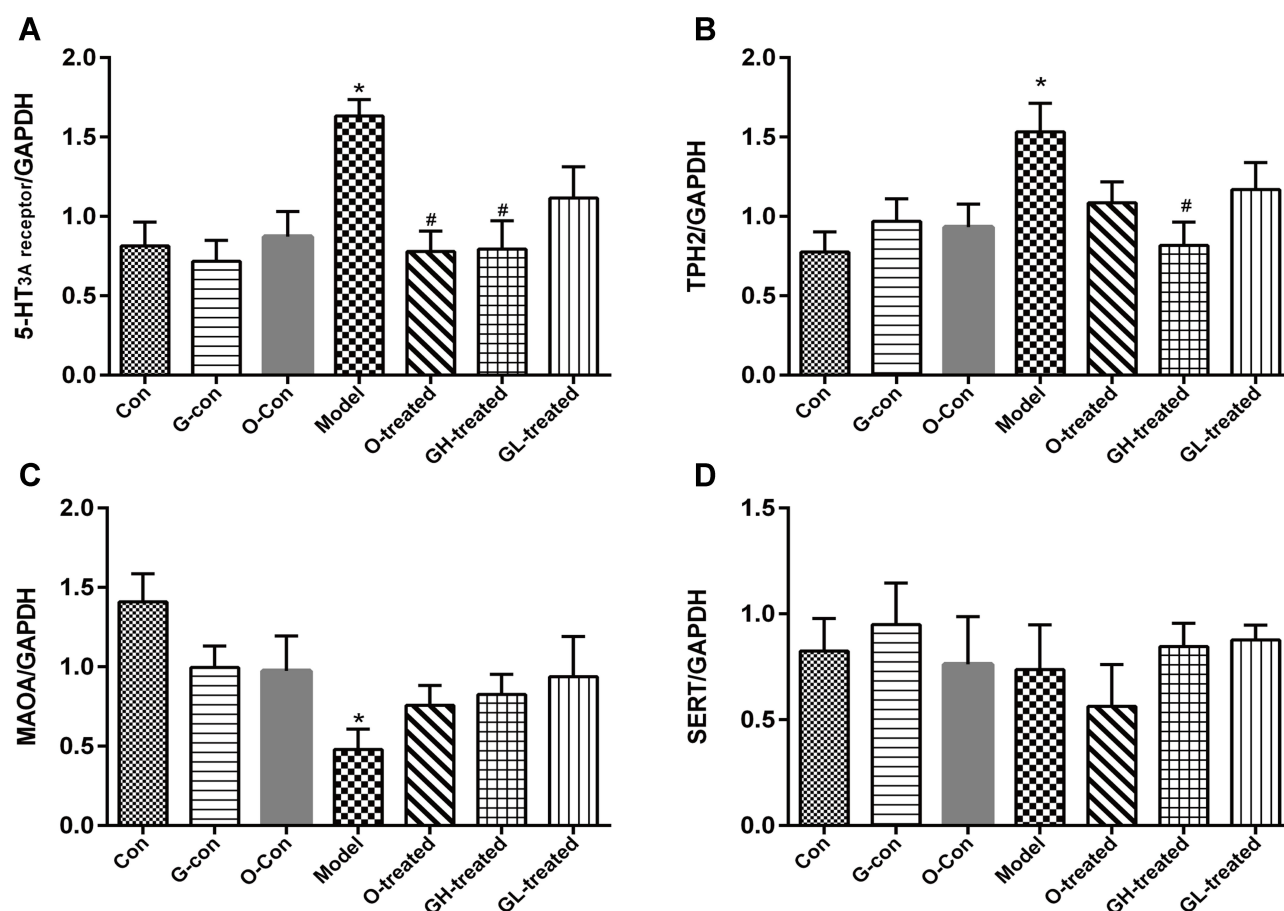 A
5-HT3A receptor/GAPDH
2.0
*
1.5
1.0
#
#
0.5
0.0
Con
G-con
O-Con
Model
O-treated
GH-treated
GL-treated
B
TPH2/GAPDH
2.0
*
1.5
1.0
#
0.5
0.0
Con
G-con
O-Con
Model
O-treated
GH-treated
GL-treated
C
MAOA/GAPDH
2.0
1.5
1.0
*
0.5
0.0
Con
G-con
O-Con
Model
O-treated
GH-treated
GL-treated
D
SERT/GAPDH
1.5
1.0
0.5
0.0
Con
G-con
O-Con
Model
O-treated
GH-treated
GL-treated